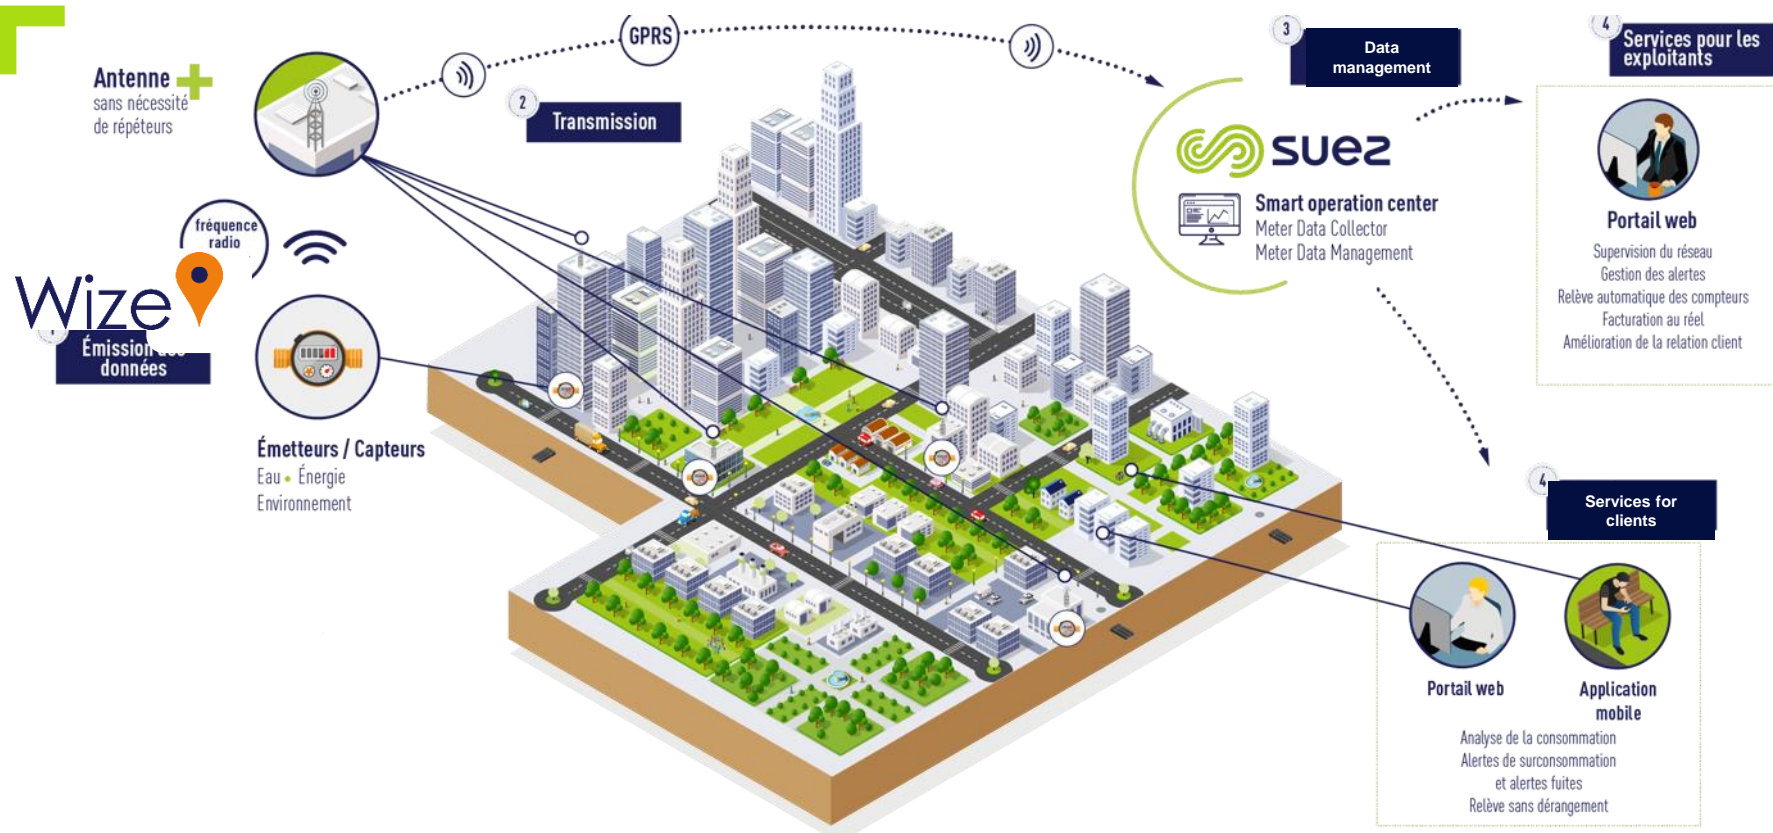 Antenne
sans nécessité
de répéteurs
fréquence
radio
Wize
1
Émission des
données
Émetteurs / Capteurs
Eau • Énergie
Environnement
GPRS
2
Transmission
3
Data
management
suez
Smart operation center
Meter Data Collector
Meter Data Management
4
Services pour les
exploitants
Portail web
Supervision du réseau
Gestion des alertes
Relève automatique des compteurs
Facturation au réel
Amélioration de la relation client
4
Services for
clients
Portail web
Application
mobile
Analyse de la consommation
Alertes de surconsommation
et alertes fuites
Relève sans dérangement